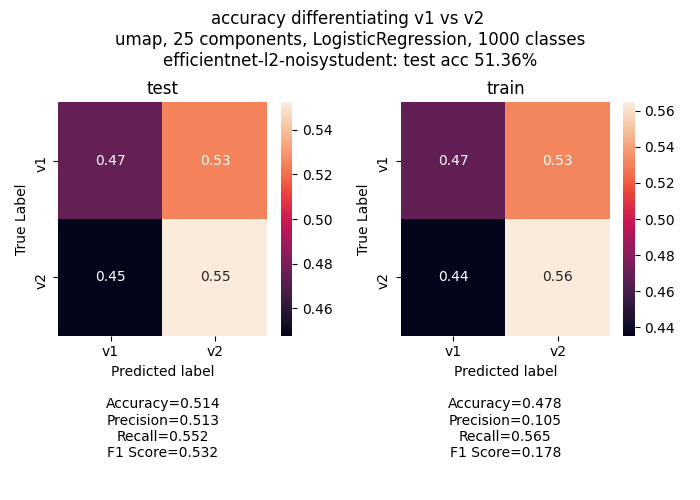 accuracy differentiating v1 vs v2
umap, 25 components, LogisticRegression, 1000 classes
efficientnet-l2-noisystudent: test acc 51.36%
test
True Label
v1
v2
0.47
0.53
0.45
0.55
v1
v2
Predicted label
0.54
0.52
0.50
0.48
0.46
Accuracy=0.514
Precision=0.513
Recall=0.552
F1 Score=0.532
train
True Label
v1
v2
0.47
0.53
0.44
0.56
v1
v2
Predicted label
0.56
0.54
0.52
0.50
0.48
0.46
0.44
Accuracy=0.478
Precision=0.105
Recall=0.565
F1 Score=0.178